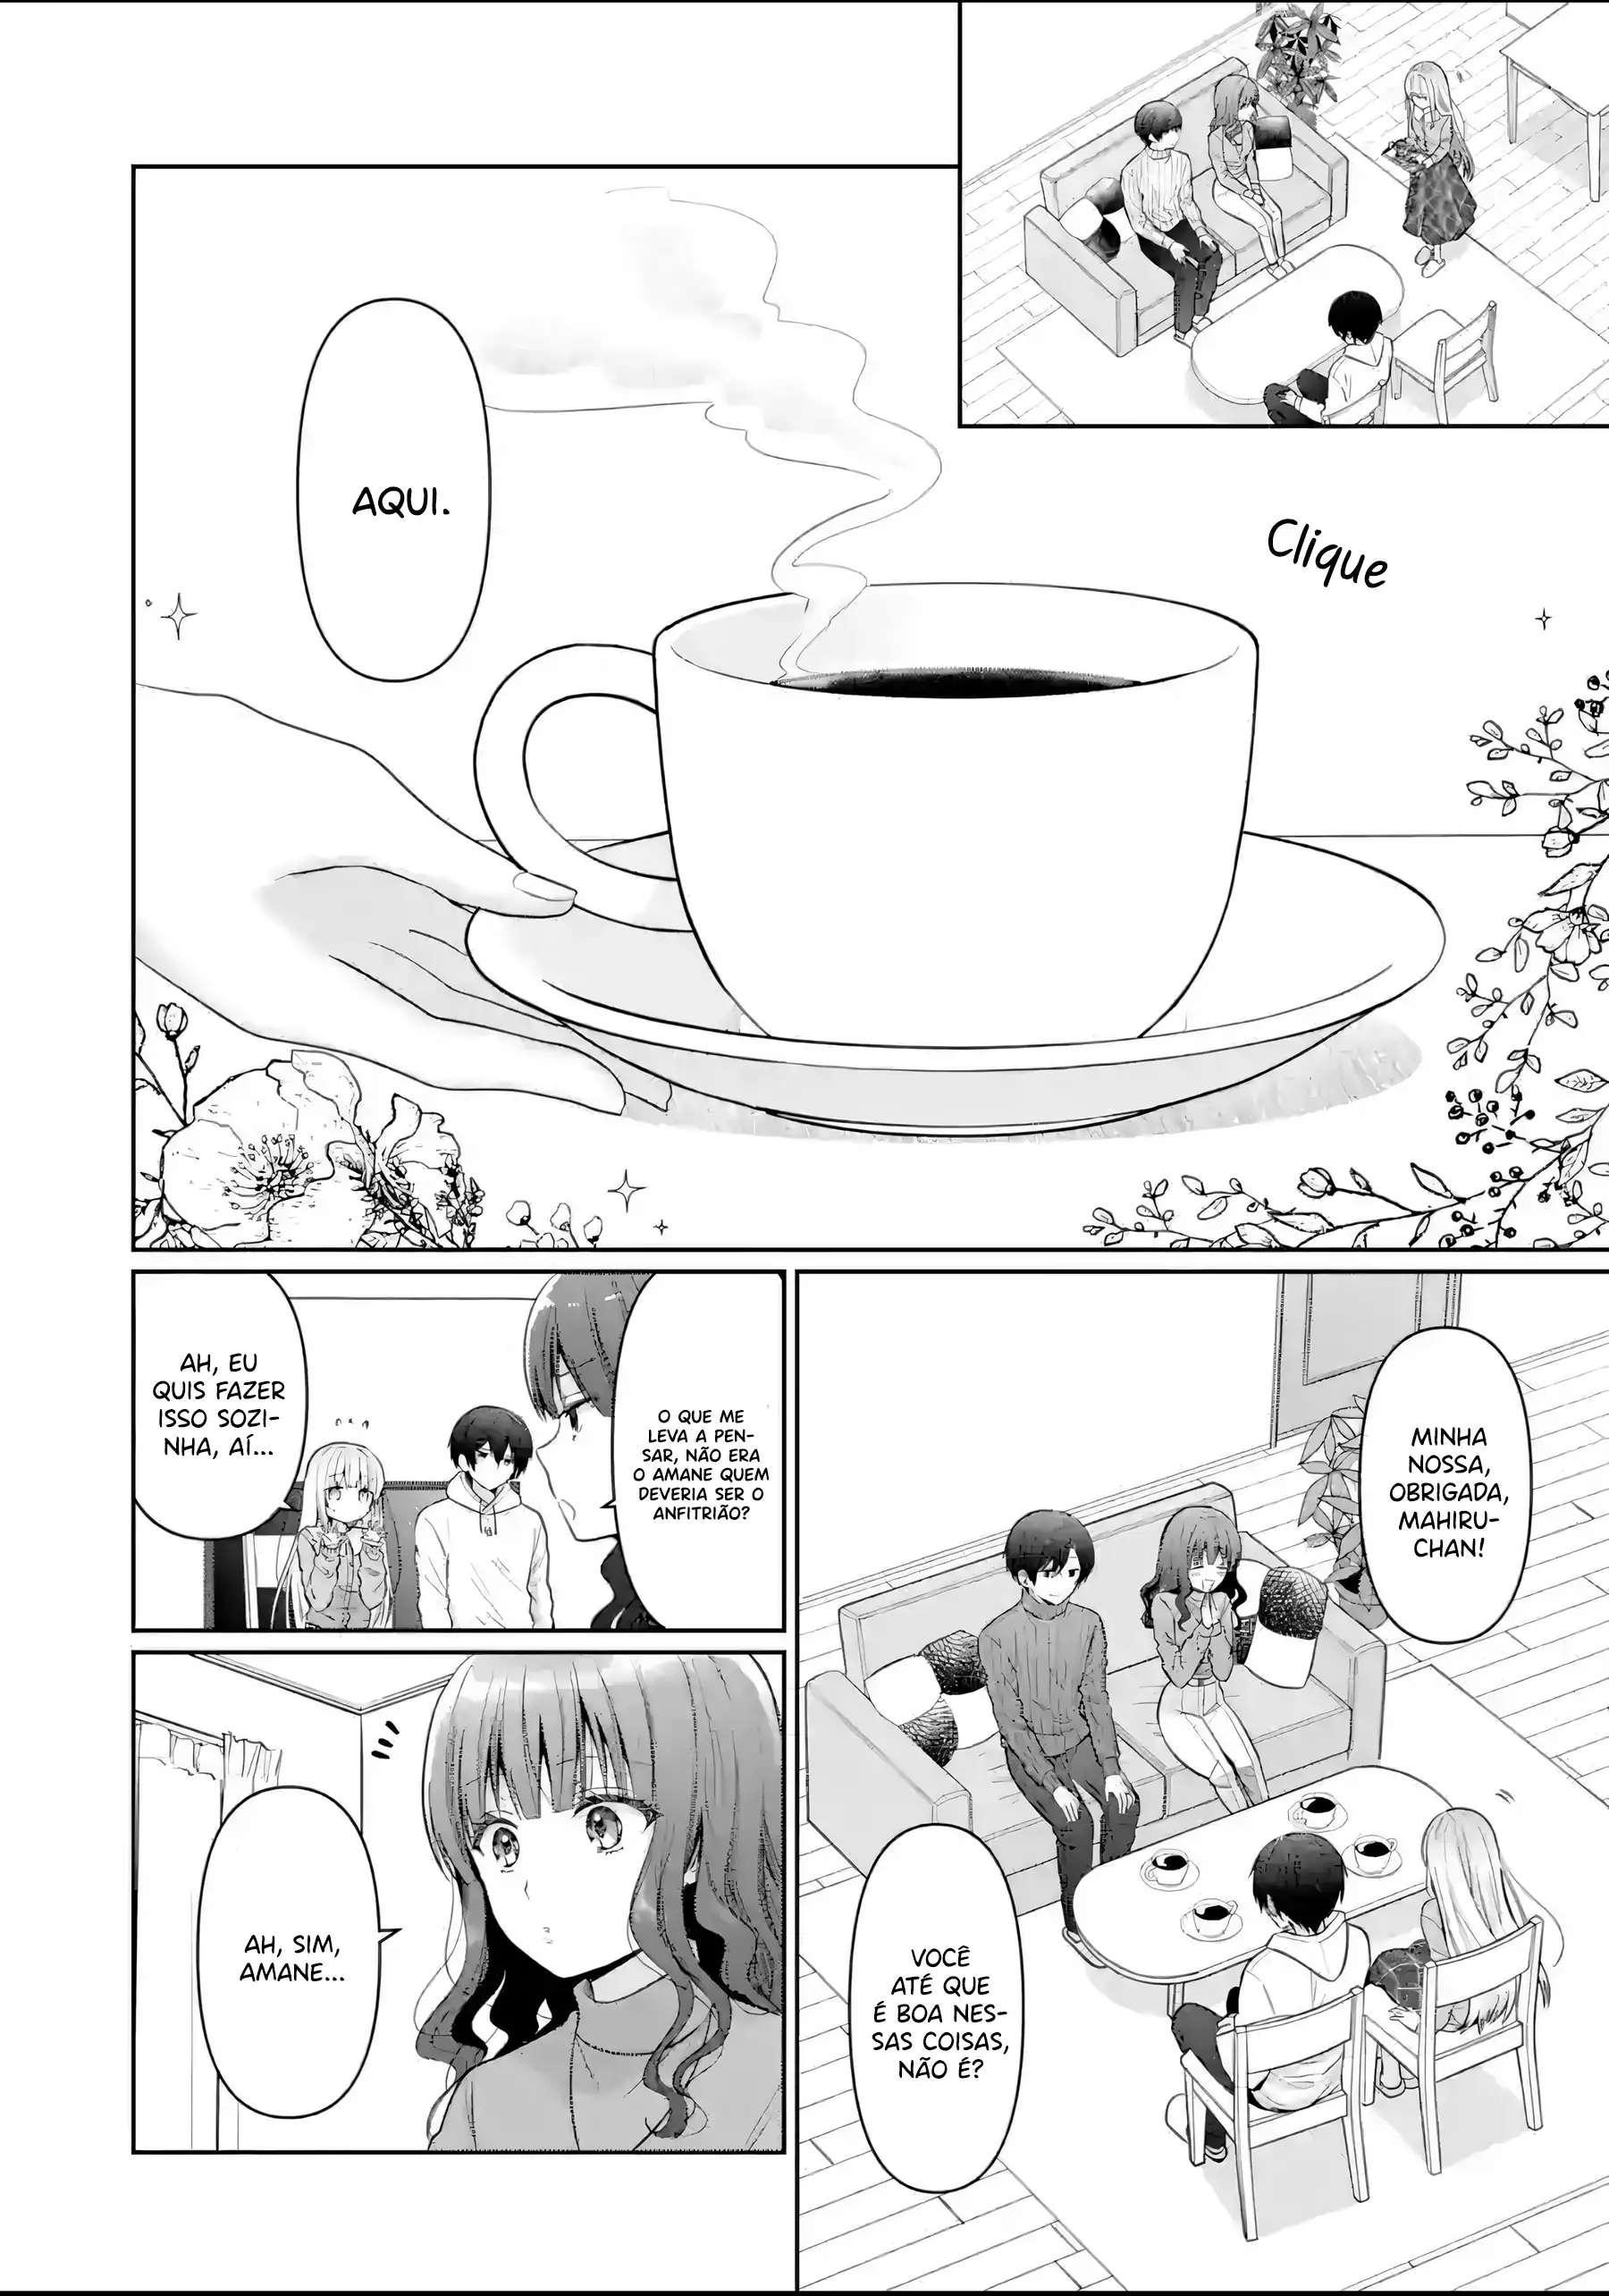 Clique
AQUI.
MINHA
NOSSA,
OBRIGADA,
MAHIRU-
CHAN!
VOCÊ
ATÉ QUE
É BOA NES-
SAS COISAS,
NÃO É?
O QUE ME
LEVA A PEN-
SAR, NÃO ERA
O AMANE QUEM
DEVERIA SER O
ANFITRIÃO?
AH, EU
QUIS FAZER
ISSO SOZI-
NHA, AÍ...
AH, SIM,
AMANE...